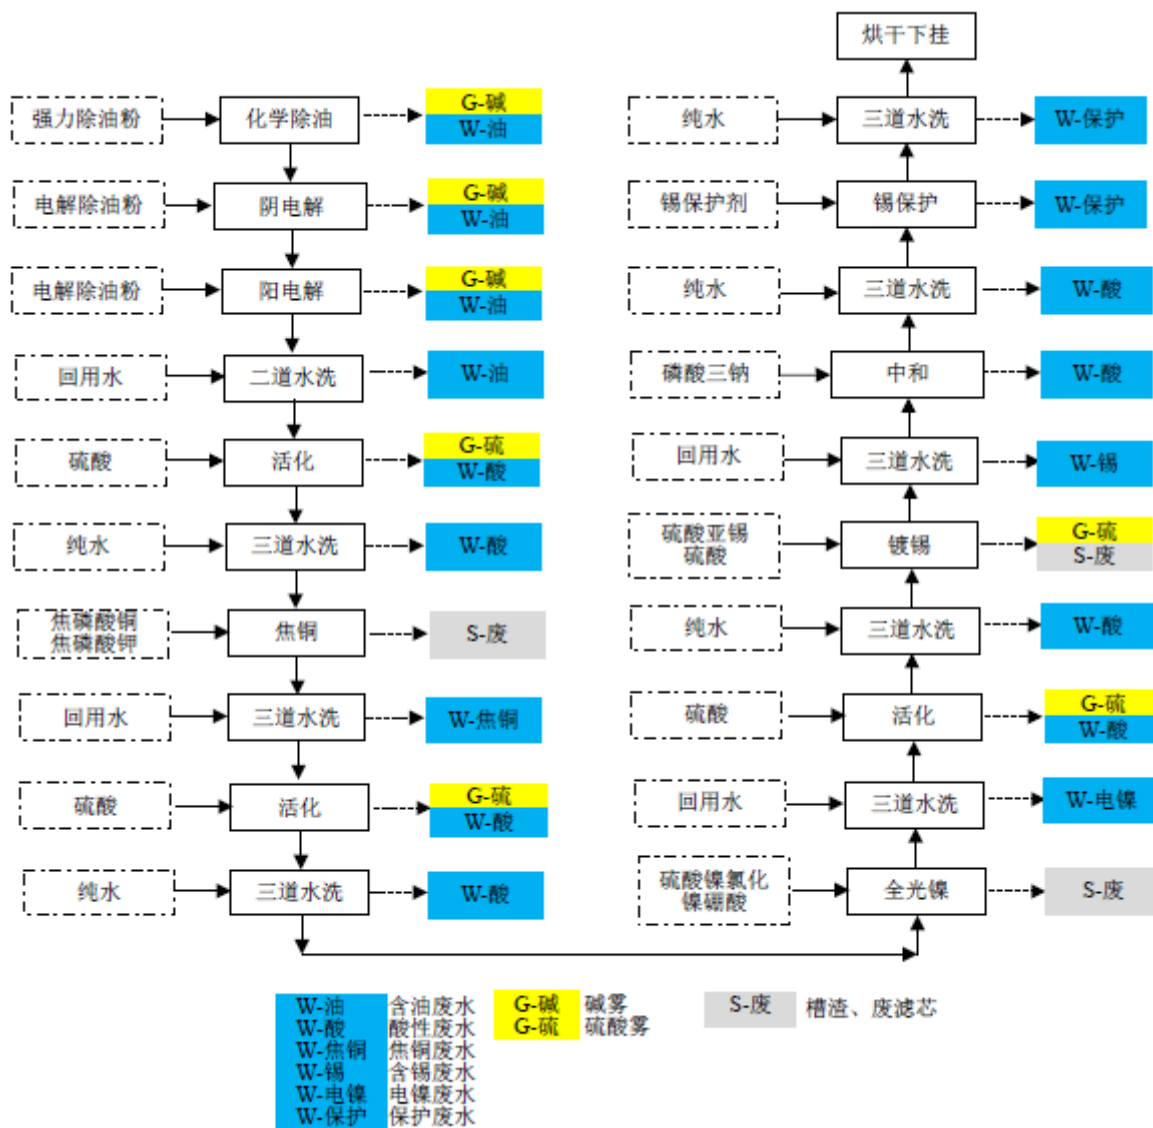 强力除油粉
化学除油
G-碱
W-油
电解除油粉
阴电解
G-碱
W-油
电解除油粉
阳电解
G-碱
W-油
回用水
二道水洗
W-油
硫酸
活化
G-硫
W-酸
纯水
三道水洗
W-酸
焦磷酸铜
焦磷酸钾
焦铜
S-废
回用水
三道水洗
W-焦铜
硫酸
活化
G-硫
W-酸
纯水
三道水洗
W-酸
烘干下挂
纯水
三道水洗
W-保护
锡保护剂
锡保护
W-保护
纯水
三道水洗
W-酸
磷酸三钠
中和
W-酸
回用水
三道水洗
W-锡
硫酸亚锡
硫酸
镀锡
G-硫
S-废
纯水
三道水洗
W-酸
硫酸
活化
G-硫
W-酸
回用水
三道水洗
W-电镍
硫酸镍氯化
镍硼酸
全光镍
S-废
W-油 含油废水
W-酸 酸性废水
W-焦铜 焦铜废水
W-锡 含锡废水
W-电镍 电镍废水
W-保护 保护废水
G-碱 碱雾
G-硫 硫酸雾
S-废 槽渣、废滤芯